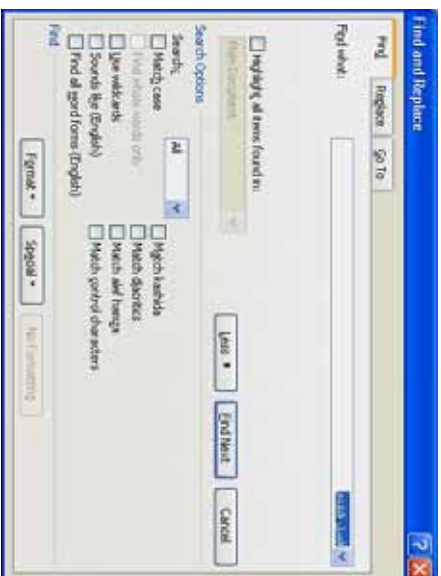 Find and Replace
Find Replace Go To
Find what:
Highlight all items found in:
Main Document
Less Find Next Cancel
Search Options
Search: All
Match case
Find whole words only
Use wildcards
Sounds like (English)
Find all word forms (English)
Match kashida
Match diacritics
Match alef hamza
Match control characters
Find
Format Special No Formatting